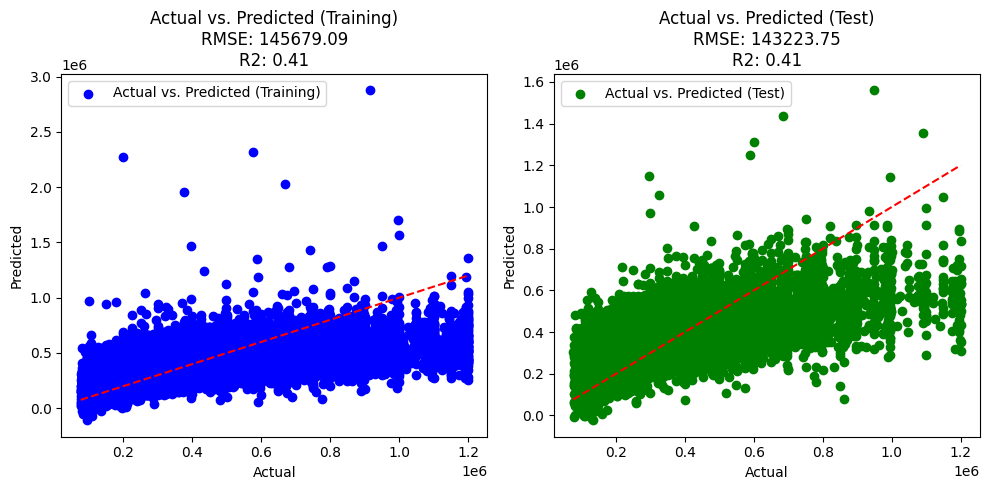 Actual vs. Predicted (Training)
RMSE: 145679.09
R2: 0.41
1e6
Actual vs. Predicted (Training)
3.0
2.5
2.0
1.5
1.0
0.5
0.0
Predicted
0.2 0.4 0.6 0.8 1.0 1.2
1e6
Actual
Actual vs. Predicted (Test)
RMSE: 143223.75
R2: 0.41
1e6
Actual vs. Predicted (Test)
1.6
1.4
1.2
1.0
0.8
0.6
0.4
0.2
0.0
Predicted
0.2 0.4 0.6 0.8 1.0 1.2
1e6
Actual